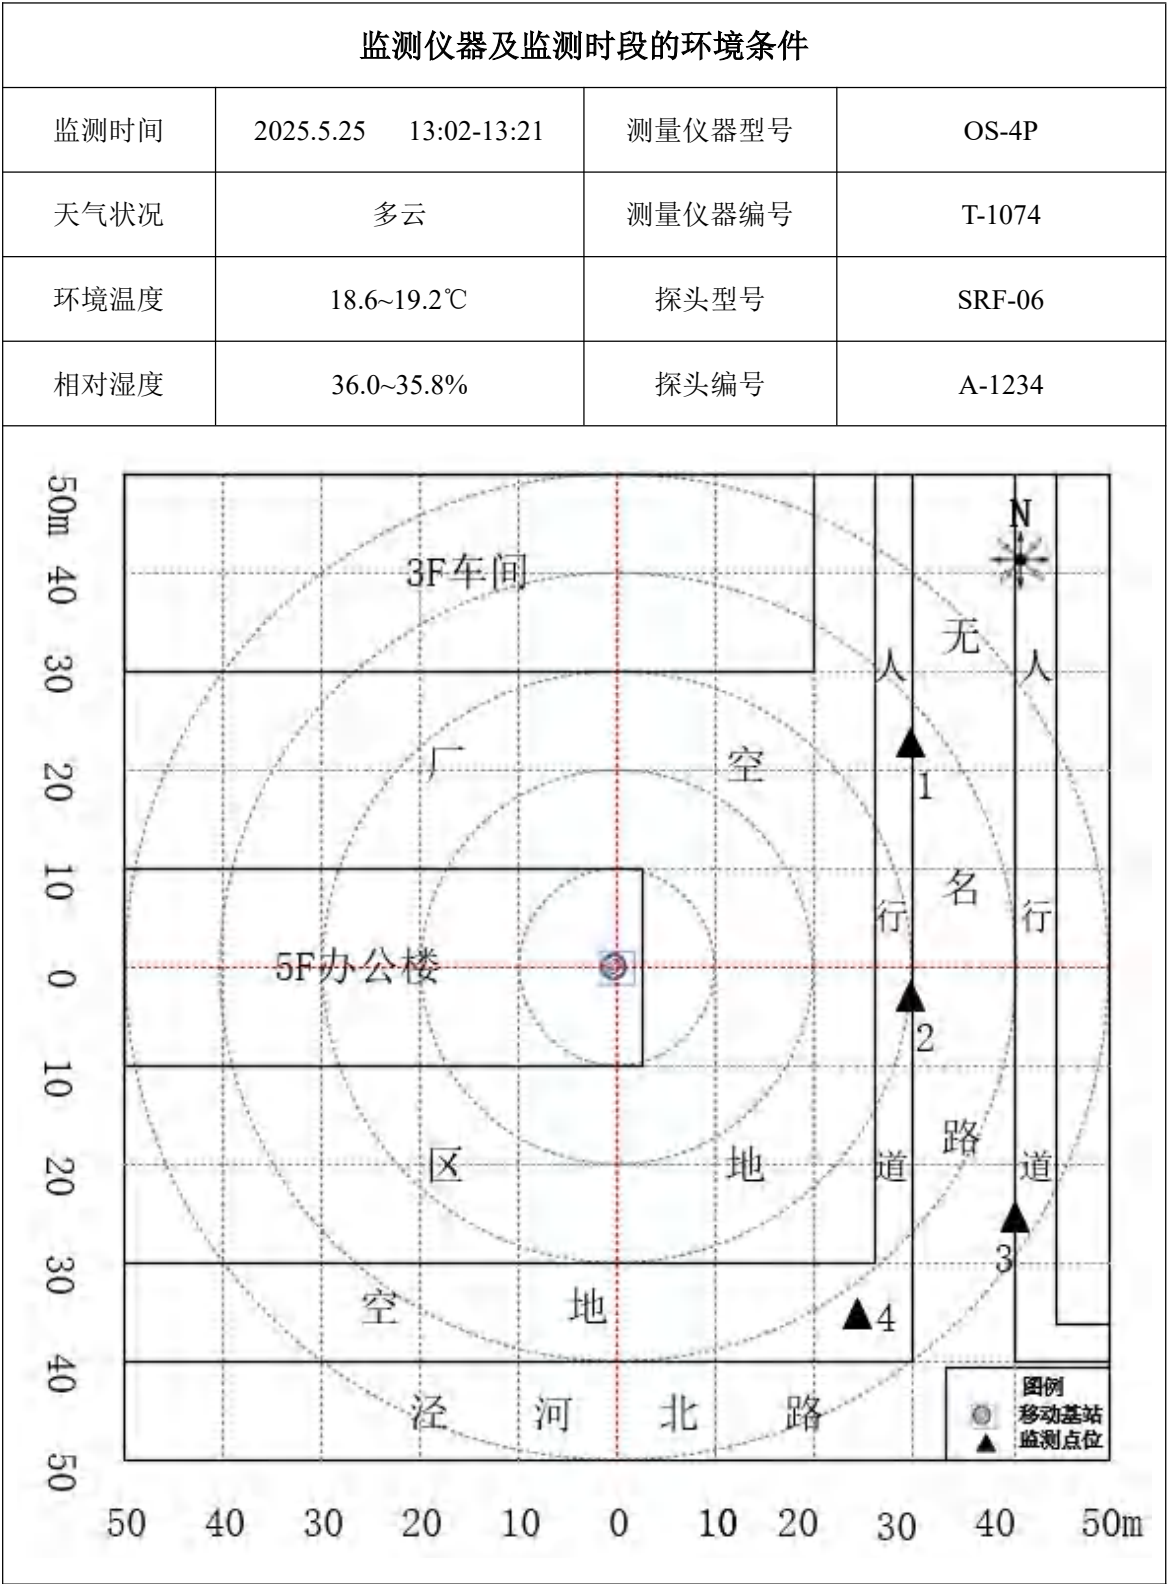 监测仪器及监测时段的环境条件
监测时间 2025.5.25 13:02-13:21 测量仪器型号 OS-4P
天气状况 多云 测量仪器编号 T-1074
环境温度 18.6~19.2℃ 探头型号 SRF-06
相对湿度 36.0~35.8% 探头编号 A-1234
50m
40
30
20
10
0
10
20
30
40
50
N
3F车间
厂 空
5F办公楼
区 地
空 地
人 行 道
无 名 路
人 行 道
1
2
3
4
泾 河 北 路
图例
移动基站
监测点位
50 40 30 20 10 0 10 20 30 40 50m